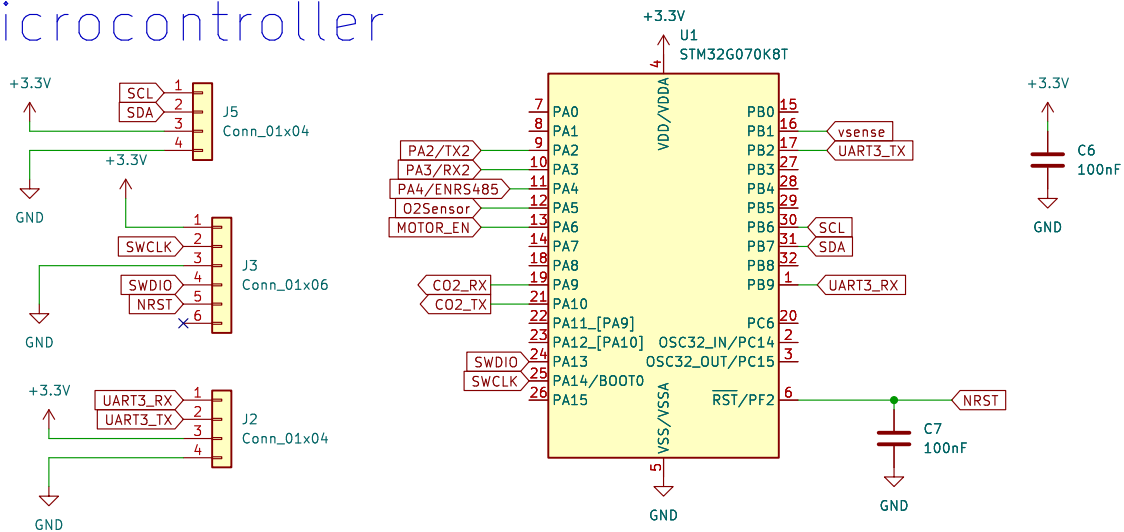 icrocontroller
+3.3V
SCL 1
SDA 2
3
4
J5
Conn_01x04
GND
+3.3V
1
SWCLK 2
3
SWDIO 4
NRST 5
6
J3
Conn_01x06
GND
+3.3V
UART3_RX 1
UART3_TX 2
3
4
J2
Conn_01x04
GND
+3.3V
U1
STM32G070K8T
4
VDD/VDDA
7 PA0
8 PA1
PA2/TX2 9 PA2
PA3/RX2 10 PA3
PA4/ENRS485 11 PA4
O2Sensor 12 PA5
MOTOR_EN 13 PA6
14 PA7
18 PA8
CO2_RX 19 PA9
CO2_TX 21 PA10
22 PA11_[PA9]
23 PA12_[PA10]
SWDIO 24 PA13
SWCLK 25 PA14/BOOT0
26 PA15
PB0 15
PB1 16 vsense
PB2 17 UART3_TX
PB3 27
PB4 28
PB5 29
PB6 30 SCL
PB7 31 SDA
PB8 32
PB9 1 UART3_RX
PC6 20
OSC32_IN/PC14 2
OSC32_OUT/PC15 3
RST/PF2 6 NRST
VSS/VSSA
5
GND
C7
100nF
GND
+3.3V
C6
100nF
GND